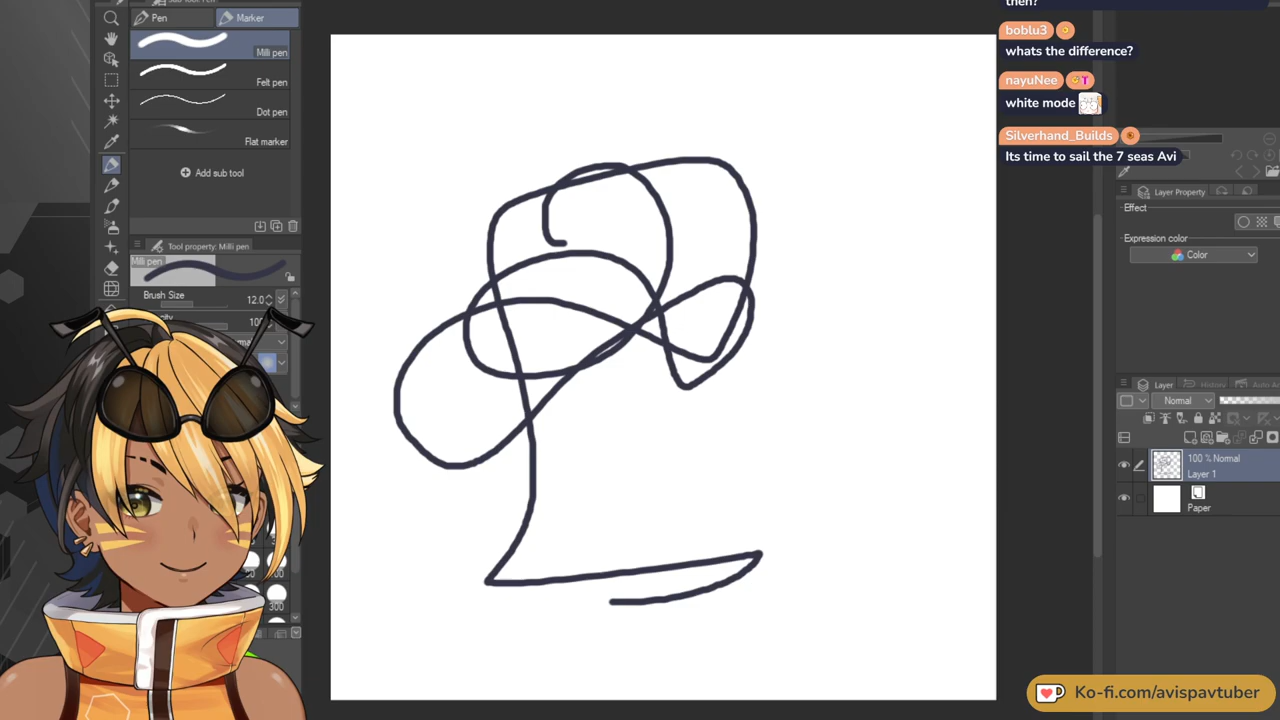 Pen
Marker
Milli pen
Felt pen
Dot pen
Flat marker
Add sub tool
Tool property: Milli pen
Milli pen
Brush Size
12.0
100
300
then?
boblu3
whats the difference?
nayuNee
white mode
Silverhand_Builds
Its time to sail the 7 seas Avi
Layer Property
Effect
Expression color
Color
Layer
Normal
100 % Normal
Layer 1
Paper
Ko-fi.com/avispavtuber